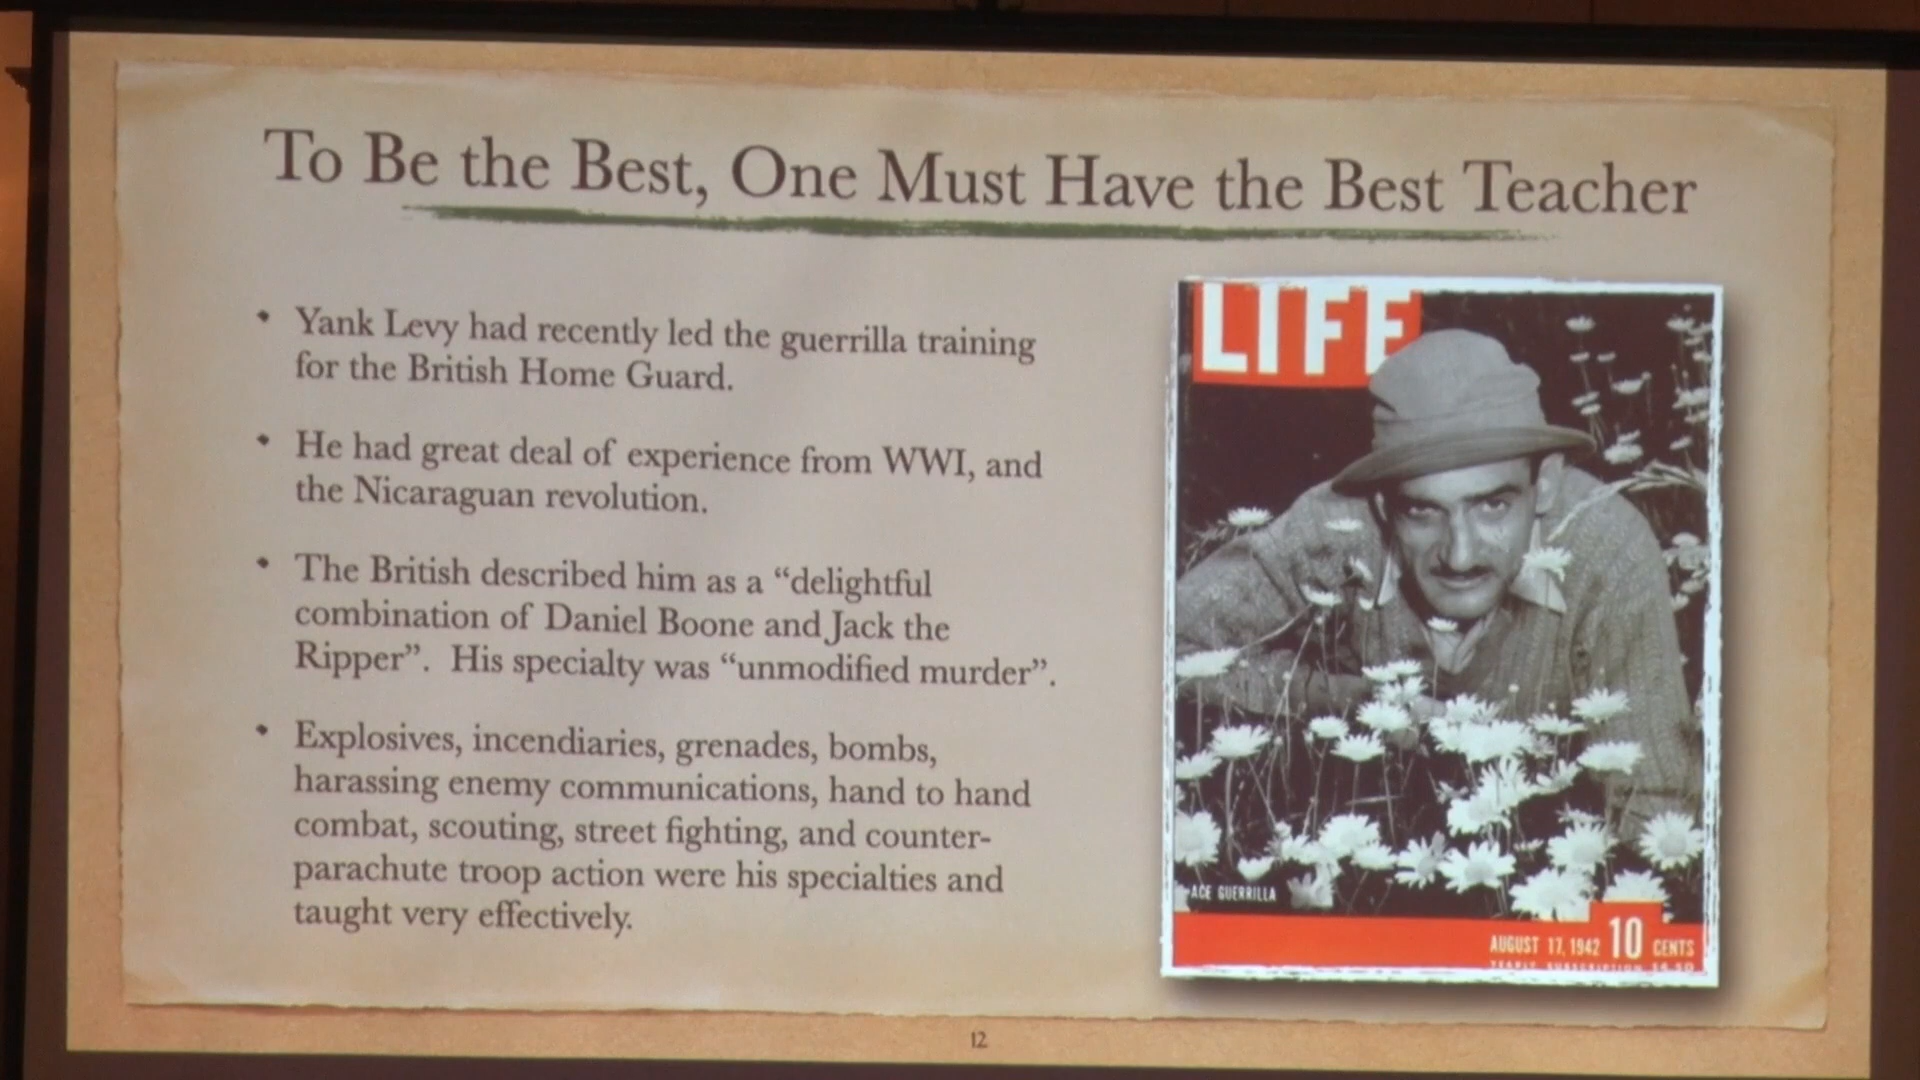 To Be the Best, One Must Have the Best Teacher
• Yank Levy had recently led the guerrilla training
for the British Home Guard.
• He had great deal of experience from WWI, and
the Nicaraguan revolution.
• The British described him as a “delightful
combination of Daniel Boone and Jack the
Ripper”. His specialty was “unmodified murder”.
• Explosives, incendiaries, grenades, bombs,
harassing enemy communications, hand to hand
combat, scouting, street fighting, and counter-
parachute troop action were his specialties and
taught very effectively.
LIFE
ACE GUERRILLA
AUGUST 17, 1942 10 CENTS
YEARLY SUBSCRIPTION
12